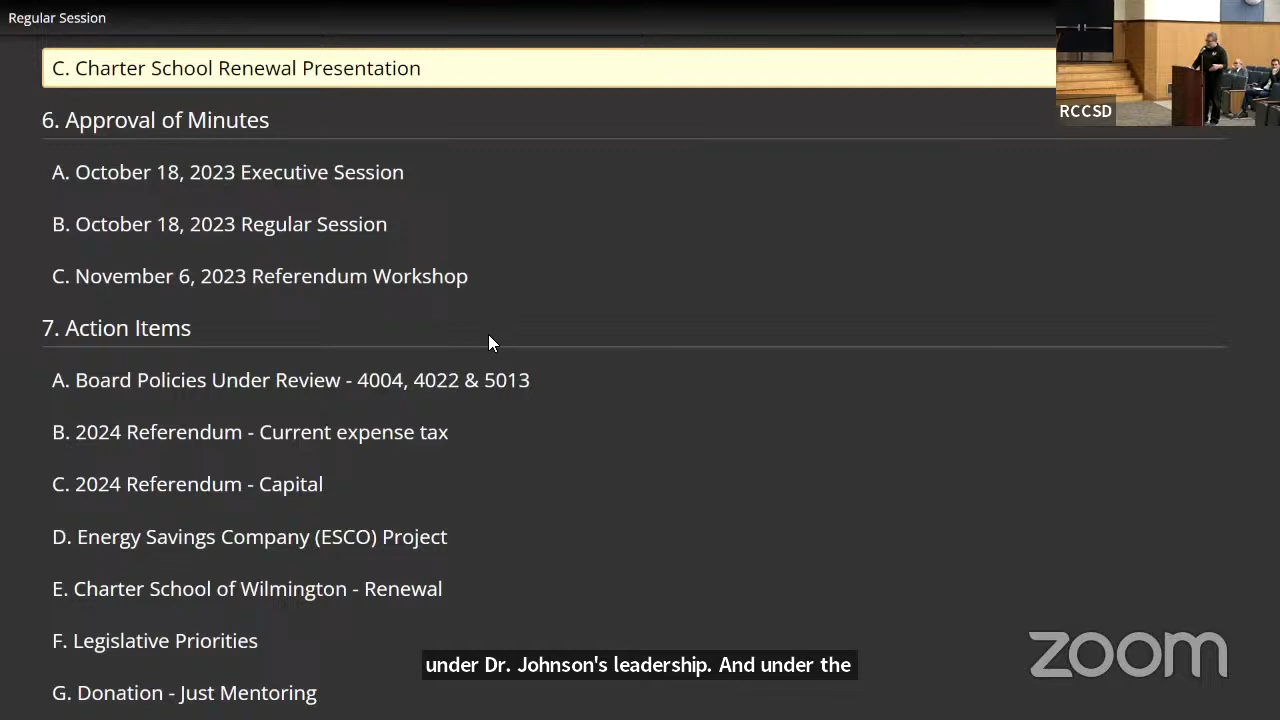 Regular Session
C. Charter School Renewal Presentation
RCCSD
6. Approval of Minutes
A. October 18, 2023 Executive Session
B. October 18, 2023 Regular Session
C. November 6, 2023 Referendum Workshop
7. Action Items
A. Board Policies Under Review - 4004, 4022 & 5013
B. 2024 Referendum - Current expense tax
C. 2024 Referendum - Capital
D. Energy Savings Company (ESCO) Project
E. Charter School of Wilmington - Renewal
F. Legislative Priorities
under Dr. Johnson's leadership. And under the
zoom
G. Donation - Just Mentoring